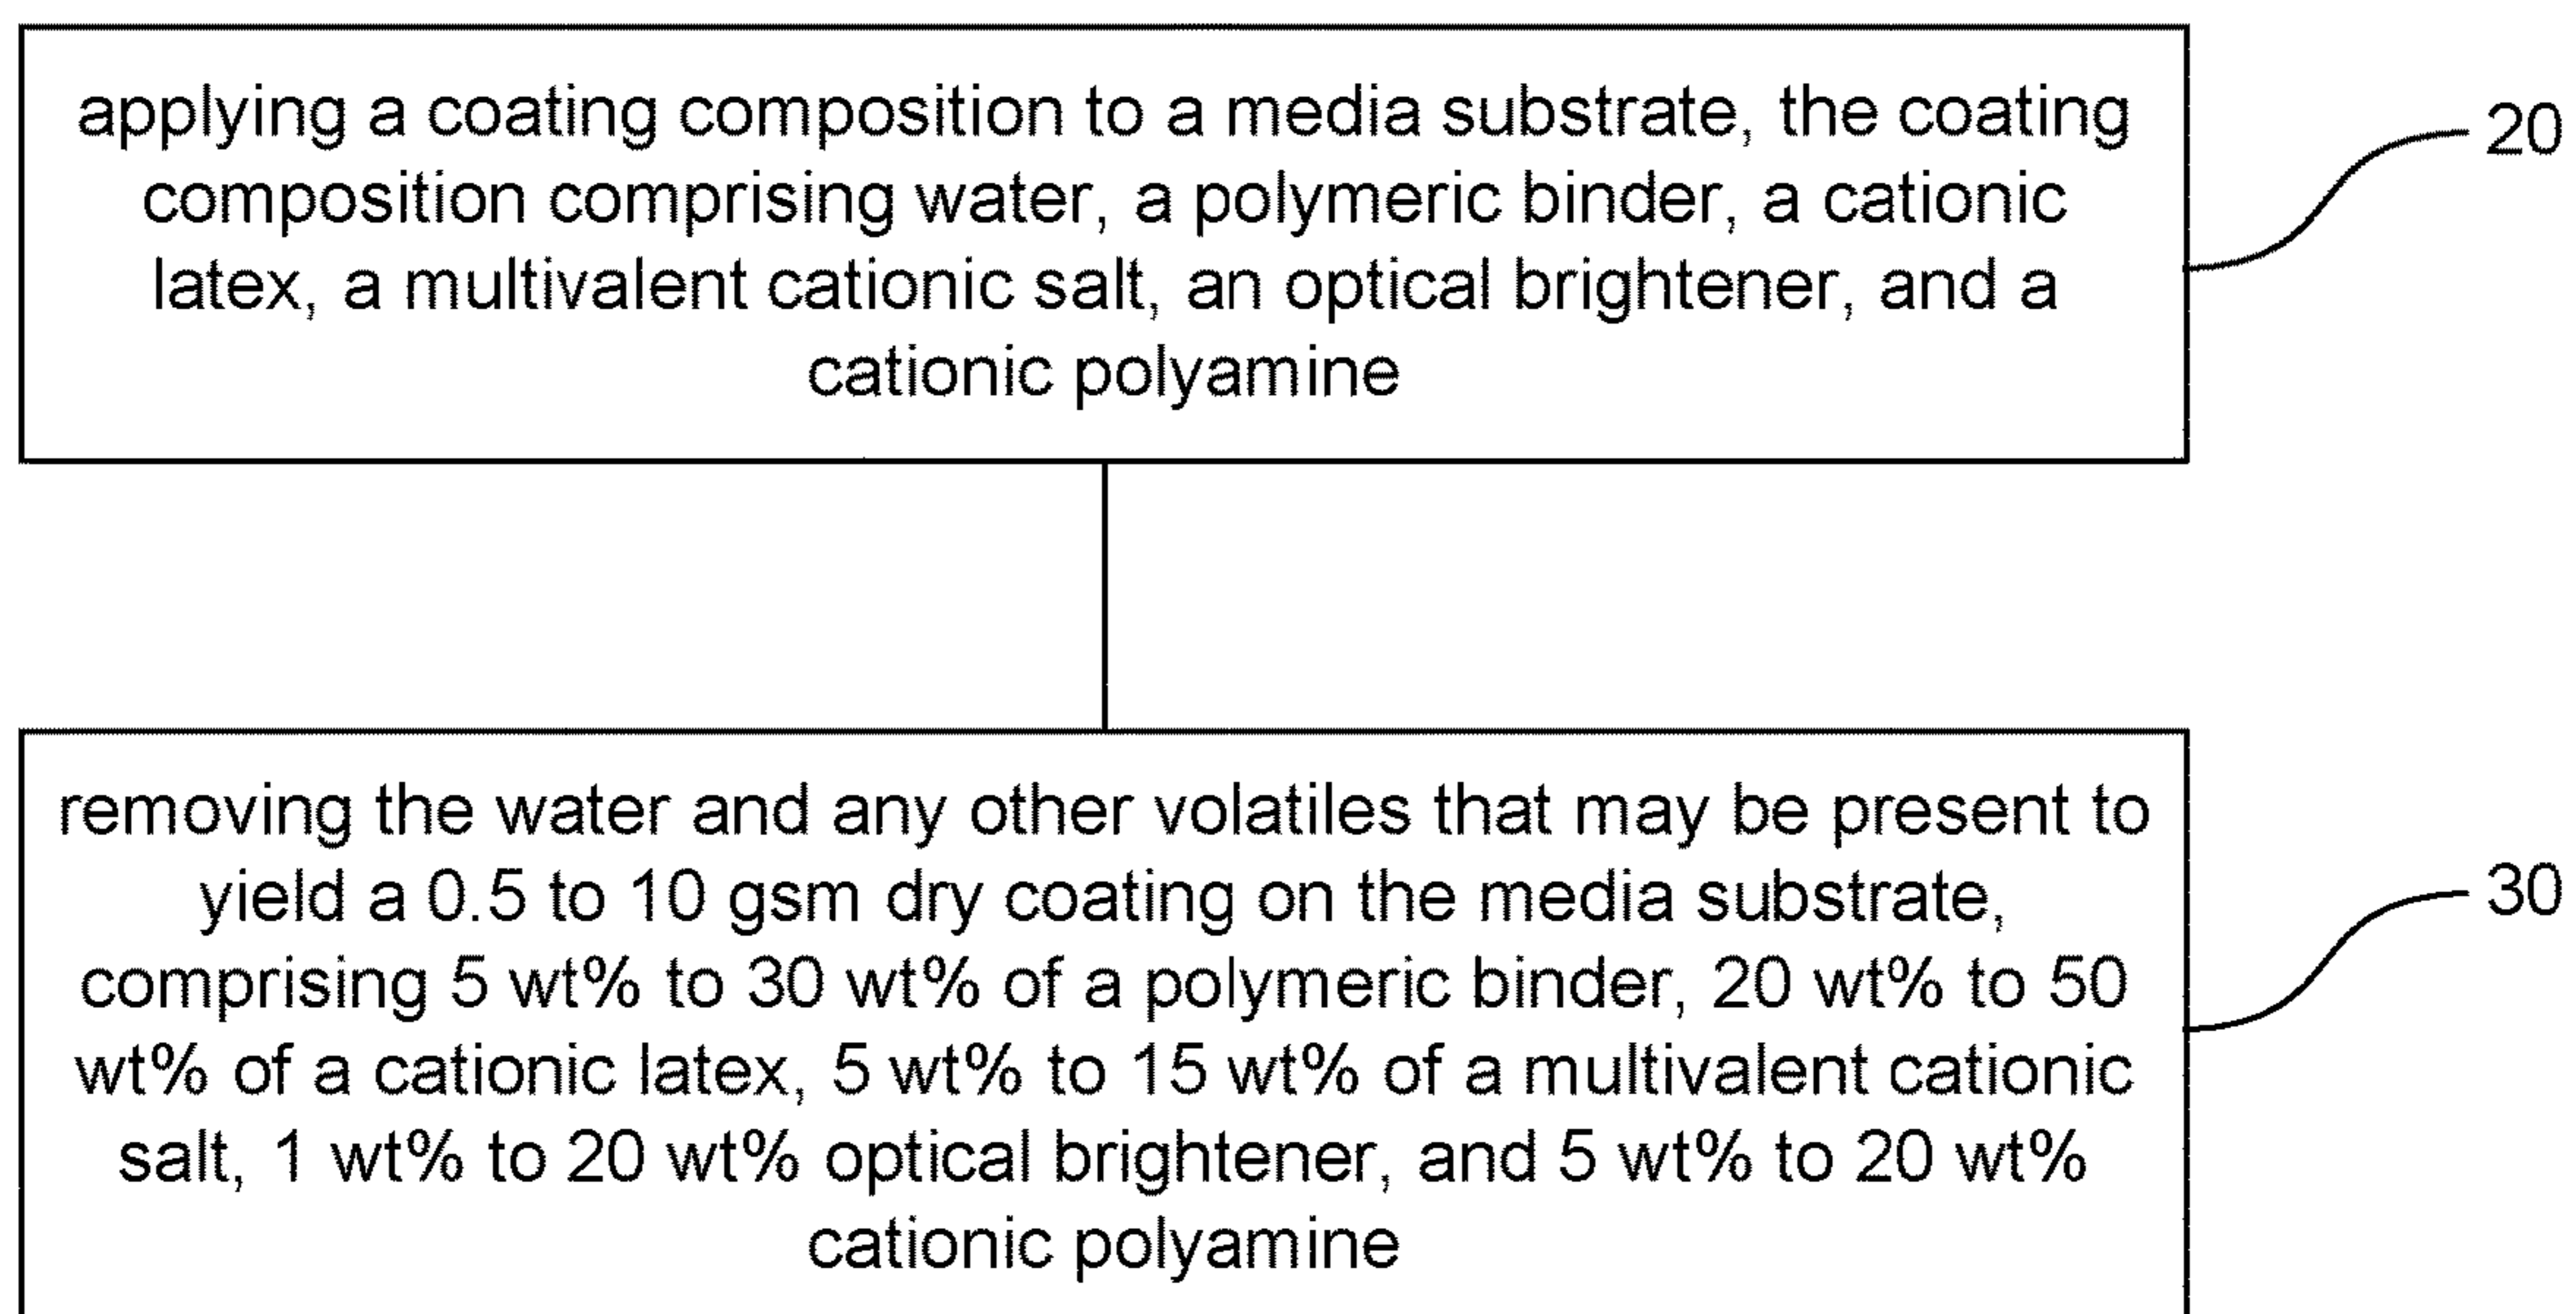 applying a coating composition to a media substrate, the coating
composition comprising water, a polymeric binder, a cationic
latex, a multivalent cationic salt, an optical brightener, and a
cationic polyamine
20
removing the water and any other volatiles that may be present to
yield a 0.5 to 10 gsm dry coating on the media substrate,
comprising 5 wt% to 30 wt% of a polymeric binder, 20 wt% to 50
wt% of a cationic latex, 5 wt% to 15 wt% of a multivalent cationic
salt, 1 wt% to 20 wt% optical brightener, and 5 wt% to 20 wt%
cationic polyamine
30